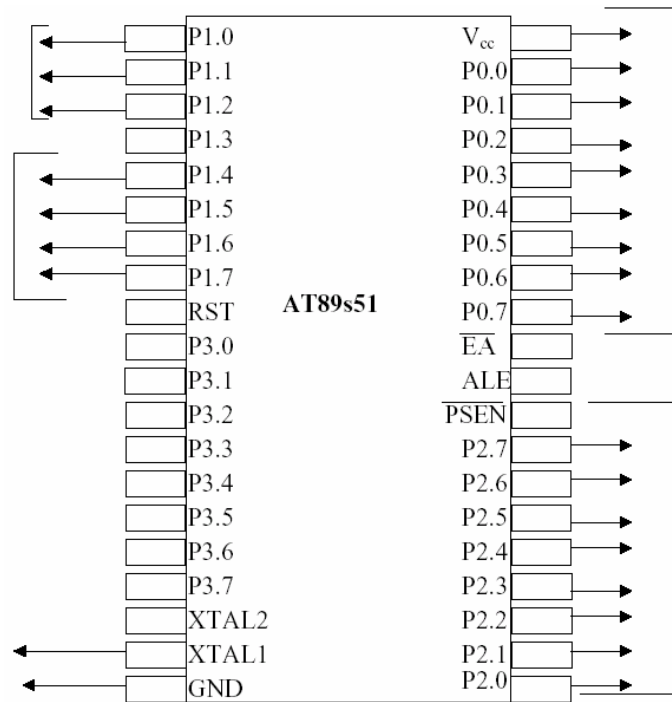 P1.0
P1.1
P1.2
P1.3
P1.4
P1.5
P1.6
P1.7
RST
P3.0
P3.1
P3.2
P3.3
P3.4
P3.5
P3.6
P3.7
XTAL2
XTAL1
GND
AT89s51
Vcc
P0.0
P0.1
P0.2
P0.3
P0.4
P0.5
P0.6
P0.7
EA
ALE
PSEN
P2.7
P2.6
P2.5
P2.4
P2.3
P2.2
P2.1
P2.0